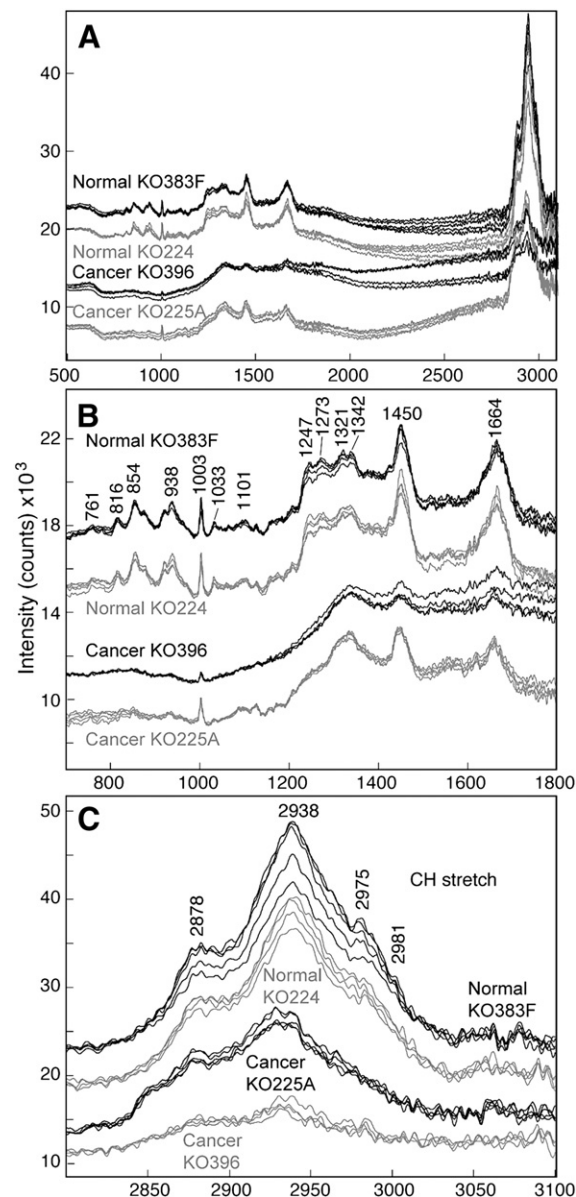 A
40
30
20
10
Normal KO383F
Normal KO224
Cancer KO396
Cancer KO225A
500 1000 1500 2000 2500 3000
Intensity (counts) x10³
B
22
18
14
10
Normal KO383F
761
816
854
938
1003
1033
1101
1247
1273
1321
1342
1450
1664
Normal KO224
Cancer KO396
Cancer KO225A
800 1000 1200 1400 1600 1800
C
50
40
30
20
10
2878
2938
2975
2981
CH stretch
Normal
KO224
Normal
KO383F
Cancer
KO225A
Cancer
KO396
2850 2900 2950 3000 3050 3100